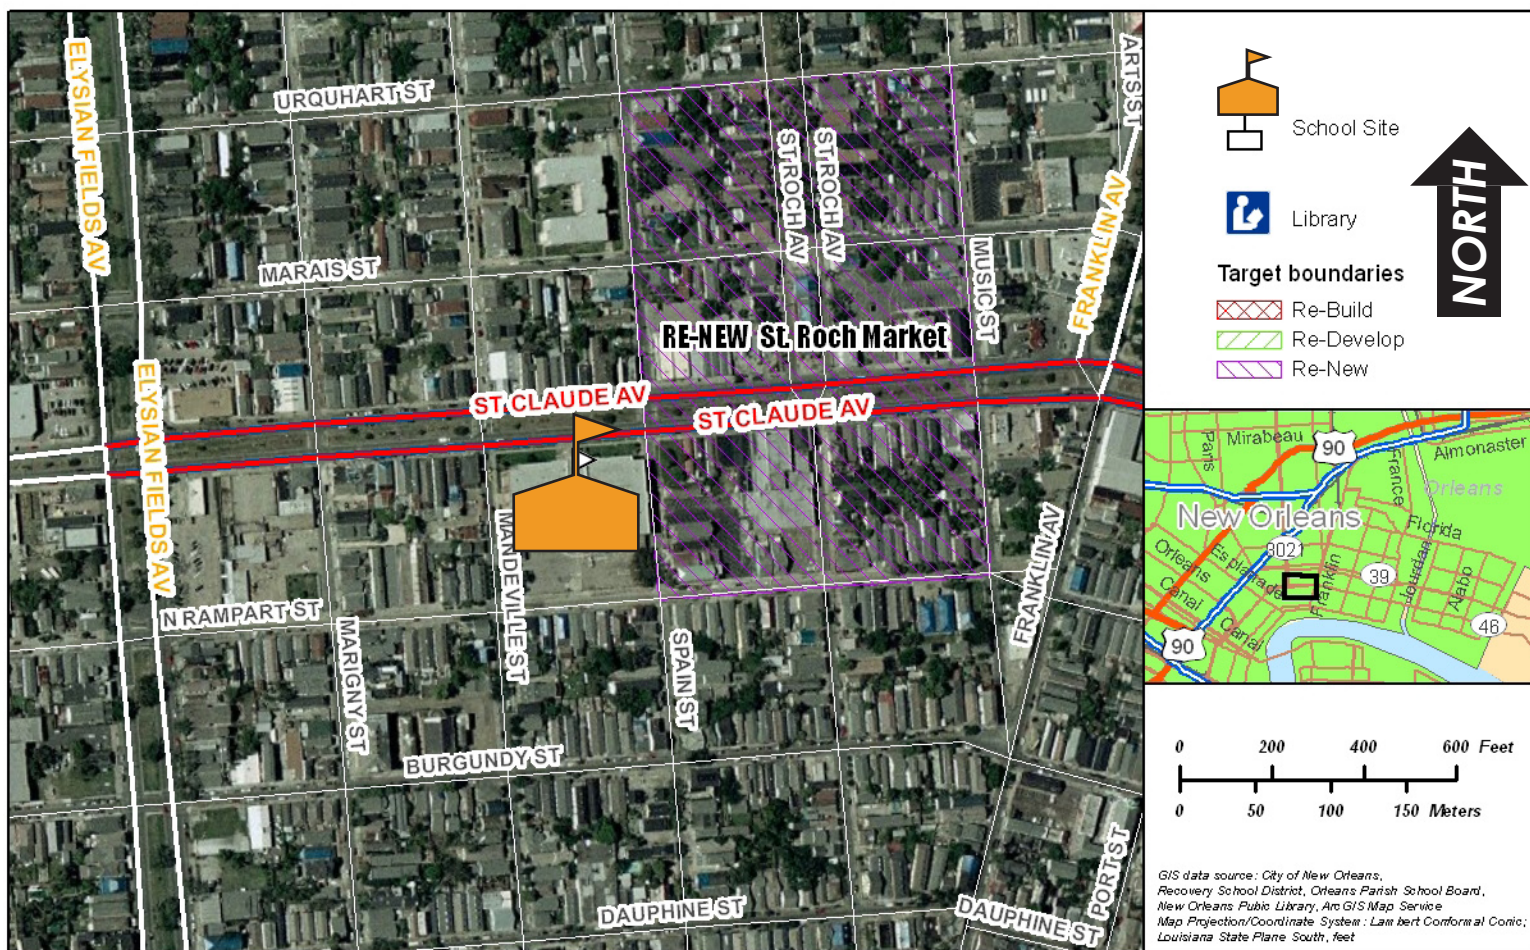 ELYSIAN FIELDS AV
URQUHART ST
ARTS ST
ST ROCH AV
ST ROCH AV
FRANKLIN AV
MARAIS ST
MUSIC ST
RE-NEW St. Roch Market
ELYSIAN FIELDS AV
ST CLAUDE AV
ST CLAUDE AV
MANDEVILLE ST
FRANKLIN AV
N RAMPART ST
MARIGNY ST
SPAIN ST
BURGUNDY ST
PORT ST
DAUPHINE ST
DAUPHINE ST
School Site
Library
NORTH
Target boundaries
Re-Build
Re-Develop
Re-New
Paris
Mirabeau
90
France
Almonaster
Orleans
New Orleans
Florida
3021
Orleans
Esplanade
Franklin
39
Jourdan
Alabo
Canal
Canal
46
90
0 200 400 600 Feet
0 50 100 150 Meters
GIS data source: City of New Orleans,
Recovery School District, Orleans Parish School Board,
New Orleans Pubic Library, ArcGIS Map Service
Map Projection/Coordinate System: Lambert Conformal Conic;
Louisiana State Plane South, feet